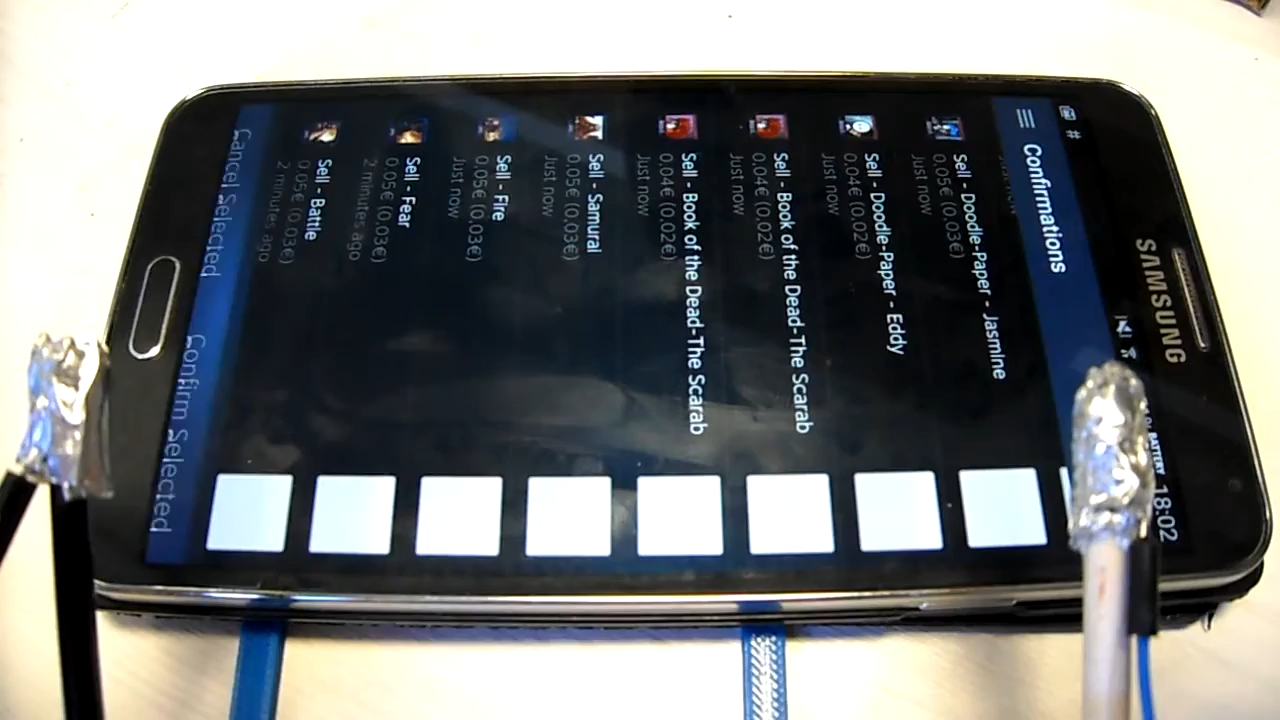 SAMSUNG
18:02
Confirmations
Just now
Sell - Doodle-Paper - Jasmine
0,05€ (0,03€)
Just now
Sell - Doodle-Paper - Eddy
0,04€ (0,02€)
Just now
Sell - Book of the Dead-The Scarab
0,04€ (0,02€)
Just now
Sell - Book of the Dead-The Scarab
0,04€ (0,02€)
Just now
Sell - Samurai
0,05€ (0,03€)
Just now
Sell - Fire
0,05€ (0,03€)
Just now
Sell - Fear
0,05€ (0,03€)
2 minutes ago
Sell - Battle
0,05€ (0,03€)
2 minutes ago
Cancel Selected
Confirm Selected